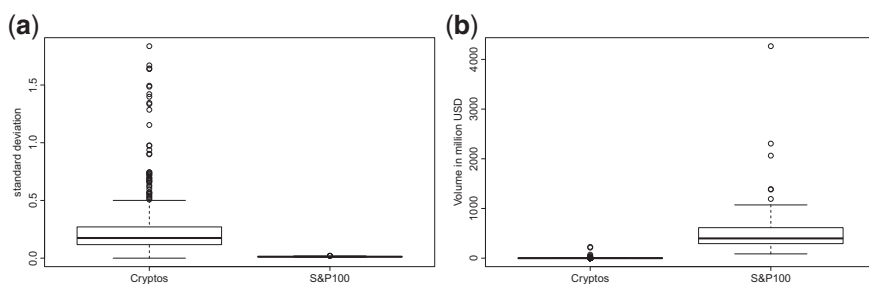 (a)
standard deviation
1.5
1.0
0.5
0.0
Cryptos
S&P100
(b)
Volume in million USD
4000
3000
2000
1000
0
Cryptos
S&P100